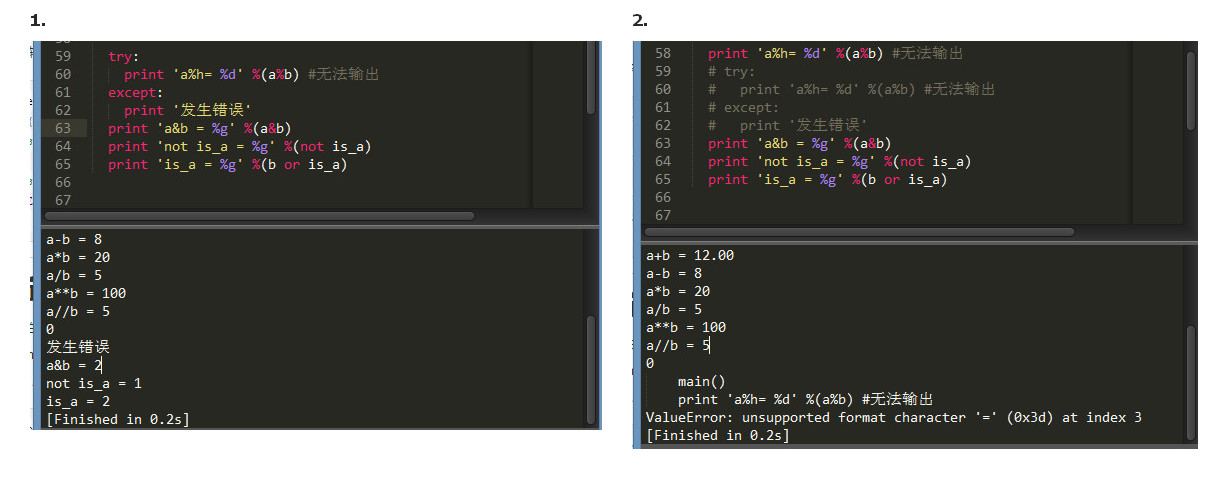 1.
59 try:
60 print 'a%h= %d' %(a%b) #无法输出
61 except:
62 print '发生错误'
63 print 'a&b = %g' %(a&b)
64 print 'not is_a = %g' %(not is_a)
65 print 'is_a = %g' %(b or is_a)
66
67
a-b = 8
a*b = 20
a/b = 5
a**b = 100
a//b = 5
0
发生错误
a&b = 2
not is_a = 1
is_a = 2
[Finished in 0.2s]
2.
58 print 'a%h= %d' %(a%b) #无法输出
59 # try:
60 # print 'a%h= %d' %(a%b) #无法输出
61 # except:
62 # print '发生错误'
63 print 'a&b = %g' %(a&b)
64 print 'not is_a = %g' %(not is_a)
65 print 'is_a = %g' %(b or is_a)
66
67
a+b = 12.00
a-b = 8
a*b = 20
a/b = 5
a**b = 100
a//b = 5
0
main()
print 'a%h= %d' %(a%b) #无法输出
ValueError: unsupported format character '=' (0x3d) at index 3
[Finished in 0.2s]